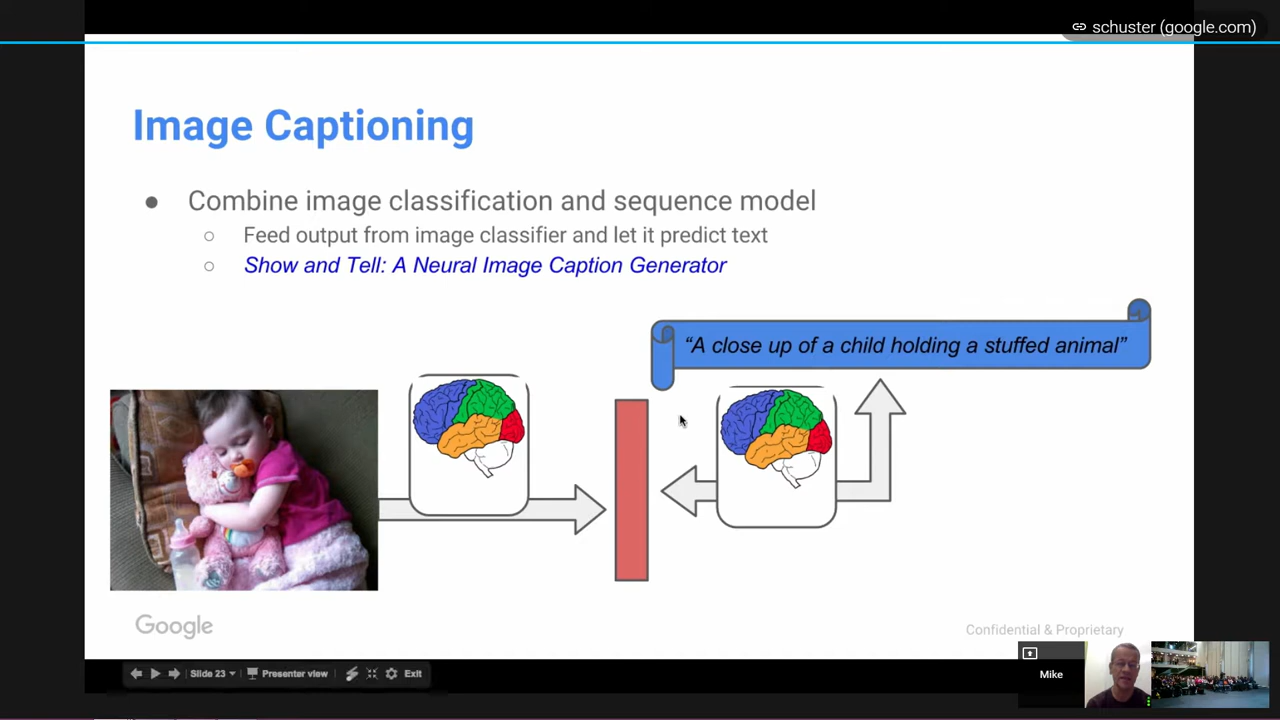 schuster (google.com)
Image Captioning
● Combine image classification and sequence model
○ Feed output from image classifier and let it predict text
○ Show and Tell: A Neural Image Caption Generator
“A close up of a child holding a stuffed animal”
Google
Confidential & Proprietary
Slide 23
Presenter view
Exit
Mike